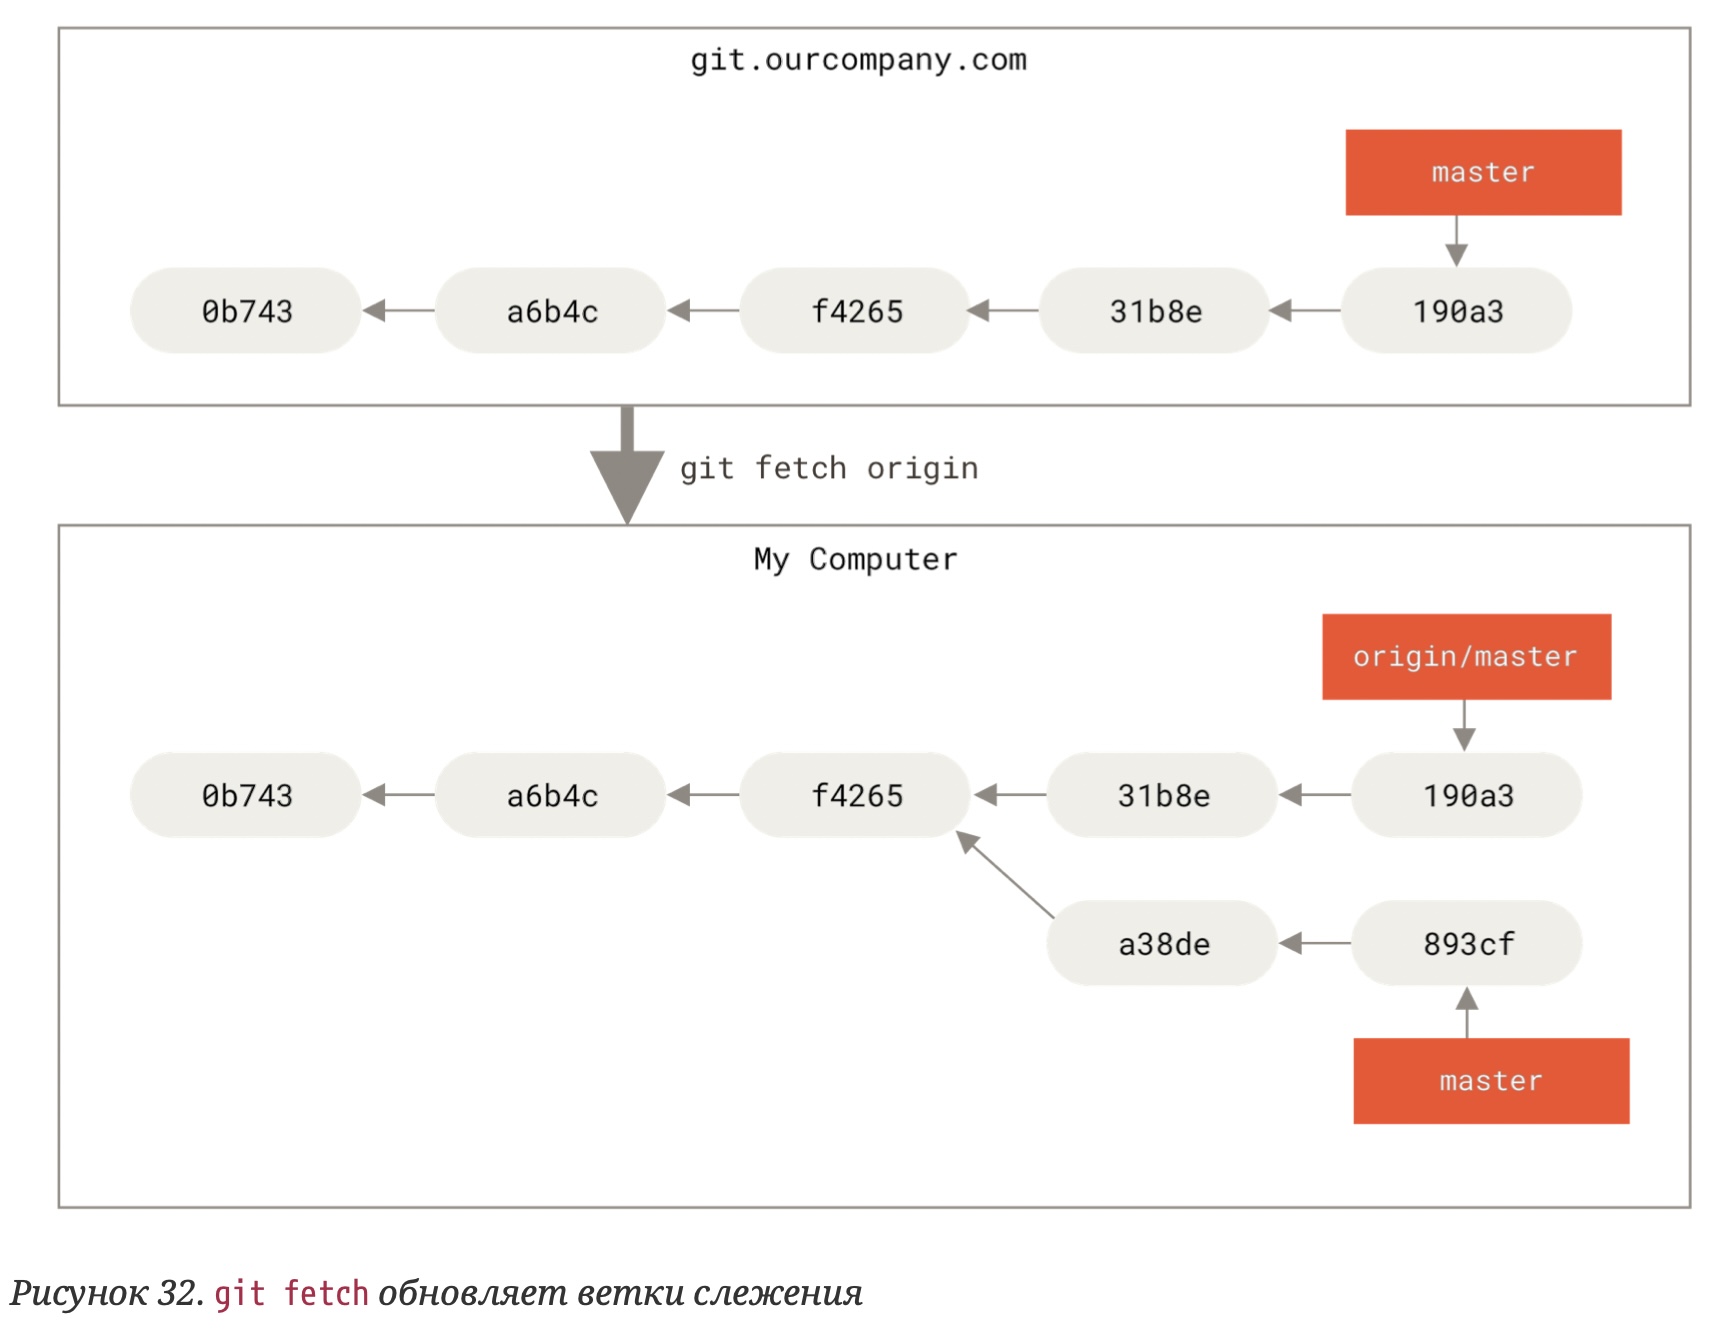 git.ourcompany.com
master
0b743 a6b4c f4265 31b8e 190a3
git fetch origin
My Computer
origin/master
0b743 a6b4c f4265 31b8e 190a3
a38de 893cf
master
Рисунок 32. git fetch обновляет ветки слежения